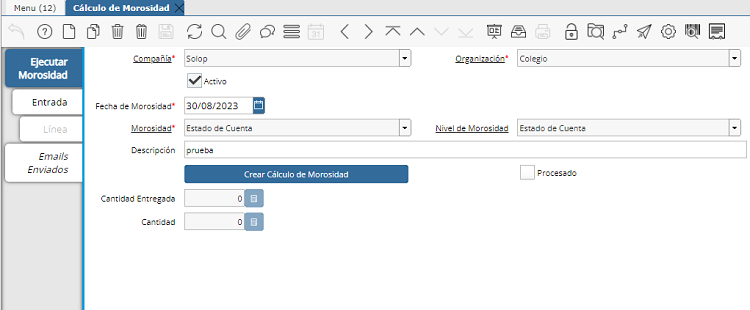 Menu (12) Cálculo de Morosidad
Ejecutar
Morosidad
Entrada
Línea
Emails
Enviados
Compañía* Solop Organización* Colegio
Activo
Fecha de Morosidad* 30/08/2023
Morosidad* Estado de Cuenta Nivel de Morosidad Estado de Cuenta
Descripción prueba
Crear Cálculo de Morosidad Procesado
Cantidad Entregada 0
Cantidad 0